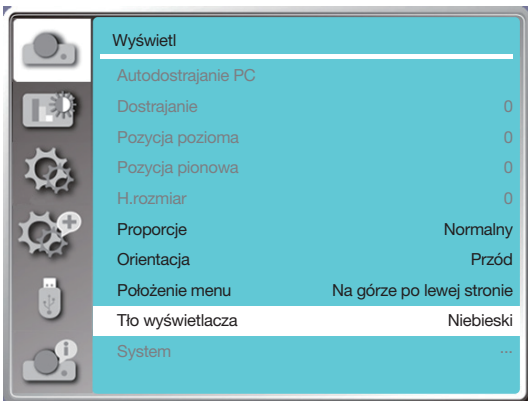 Wyświetl
Autodostrajanie PC
Dostrajanie 0
Pozycja pozioma 0
Pozycja pionowa 0
H.rozmiar 0
Proporcje Normalny
Orientacja Przód
Położenie menu Na górze po lewej stronie
Tło wyświetlacza Niebieski
System ...